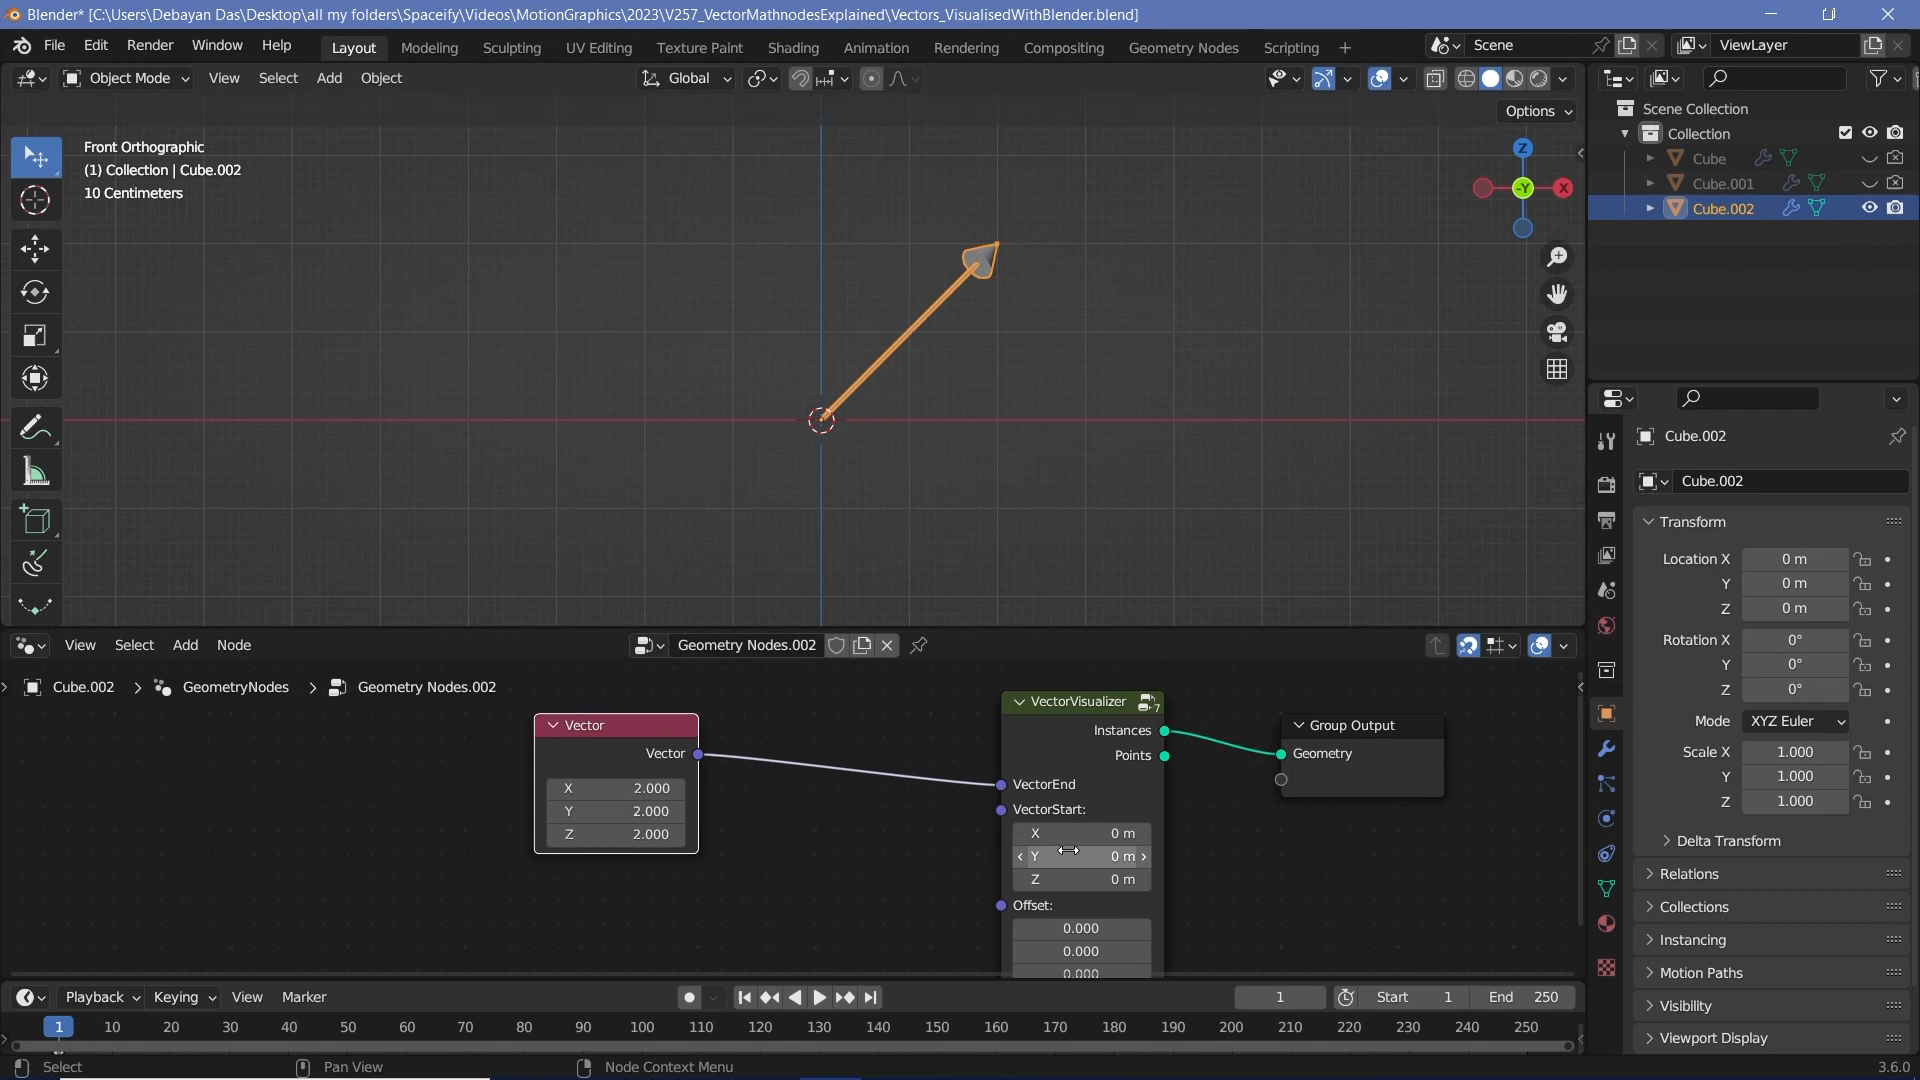 Blender* [C:\Users\Debayan Das\Desktop\all my folders\Spaceify\Videos\MotionGraphics\2023\V257_VectorMathnodesExplained\Vectors_VisualisedWithBlender.blend]
File Edit Render Window Help Layout Modeling Sculpting UV Editing Texture Paint Shading Animation Rendering Compositing Geometry Nodes Scripting + Scene ViewLayer
Object Mode View Select Add Object Global
Options
Front Orthographic
(1) Collection | Cube.002
10 Centimeters
Z
-Y
X
Scene Collection
Collection
Cube
Cube.001
Cube.002
Cube.002
Cube.002
Transform
Location X 0 m
Y 0 m
Z 0 m
Rotation X 0°
Y 0°
Z 0°
Mode XYZ Euler
Scale X 1.000
Y 1.000
Z 1.000
Delta Transform
Relations
Collections
Instancing
Motion Paths
Visibility
Viewport Display
View Select Add Node Geometry Nodes.002
Cube.002 > GeometryNodes > Geometry Nodes.002
Vector
Vector
X 2.000
Y 2.000
Z 2.000
VectorVisualizer 7
Instances
Points
VectorEnd
VectorStart:
X 0 m
Y 0 m
Z 0 m
Offset:
0.000
0.000
0.000
Group Output
Geometry
Playback Keying View Marker 1 Start 1 End 250
1 10 20 30 40 50 60 70 80 90 100 110 120 130 140 150 160 170 180 190 200 210 220 230 240 250
Select Pan View Node Context Menu 3.6.0